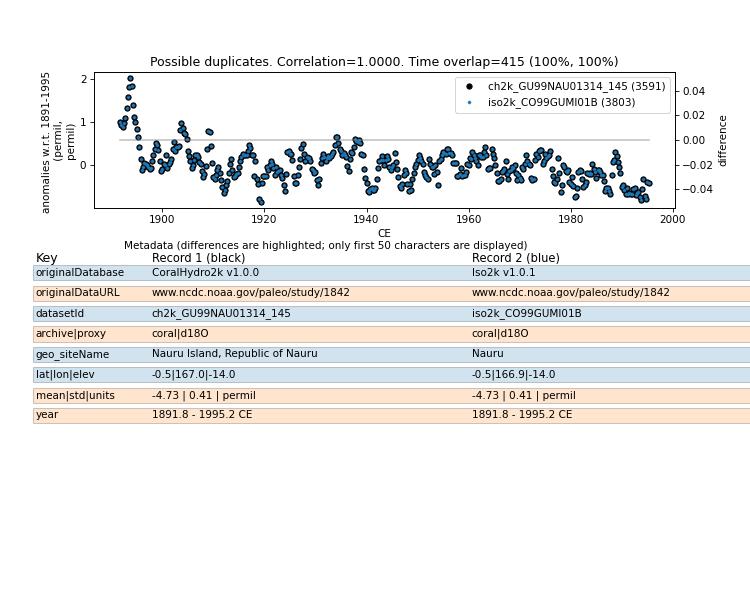 Possible duplicates. Correlation=1.0000. Time overlap=415 (100%, 100%)
anomalies w.r.t. 1891-1995
(permil,
permil)
2
1
0
ch2k_GU99NAU01314_145 (3591)
iso2k_CO99GUMI01B (3803)
0.04
0.02
0.00
−0.02
−0.04
difference
1900 1920 1940 1960 1980 2000
CE
Metadata (differences are highlighted; only first 50 characters are displayed)
Key Record 1 (black) Record 2 (blue)
originalDatabase CoralHydro2k v1.0.0 Iso2k v1.0.1
originalDataURL www.ncdc.noaa.gov/paleo/study/1842 www.ncdc.noaa.gov/paleo/study/1842
datasetId ch2k_GU99NAU01314_145 iso2k_CO99GUMI01B
archive|proxy coral|d18O coral|d18O
geo_siteName Nauru Island, Republic of Nauru Nauru
lat|lon|elev -0.5|167.0|-14.0 -0.5|166.9|-14.0
mean|std|units -4.73 | 0.41 | permil -4.73 | 0.41 | permil
year 1891.8 - 1995.2 CE 1891.8 - 1995.2 CE